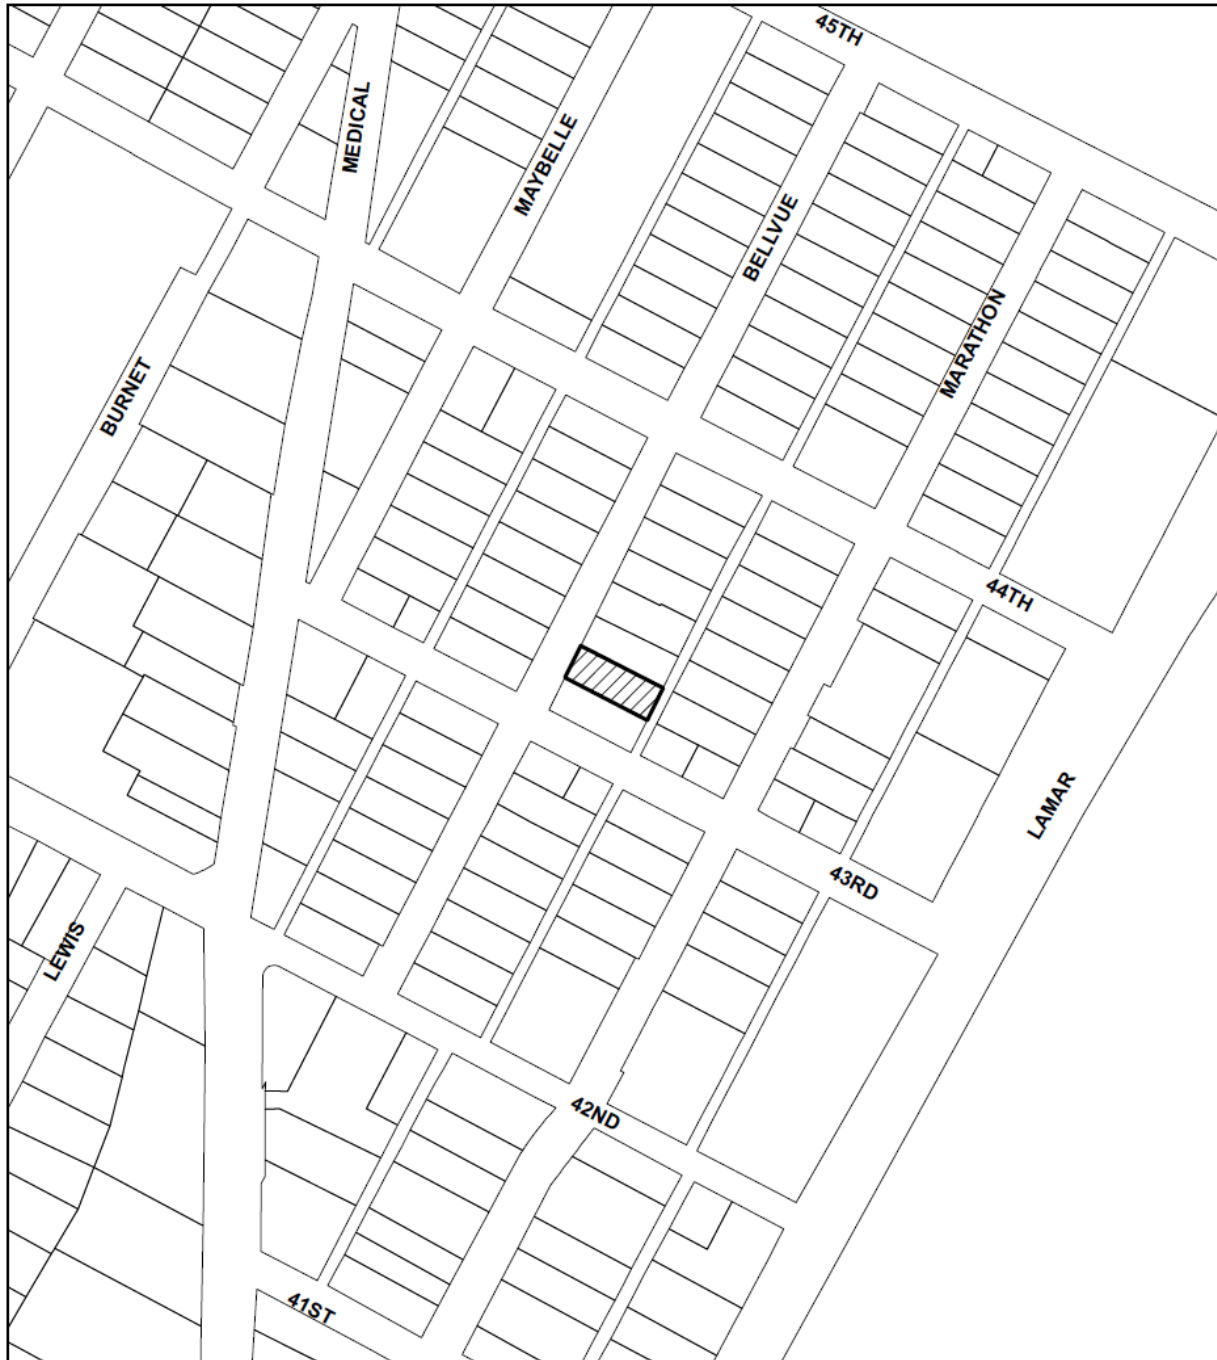 45TH
MEDICAL
MAYBELLE
BELLVUE
MARATHON
BURNET
44TH
LAMAR
43RD
LEWIS
42ND
41ST